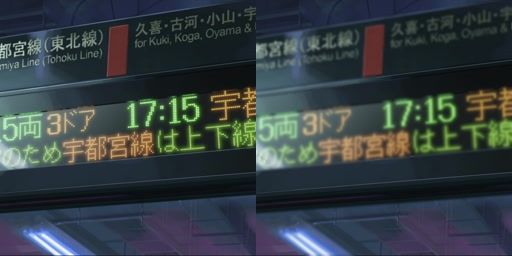 都宮線(東北線)
miya Line (Tohoku Line)
久喜・古河・小山・宇
for Kuki, Koga, Oyama &
5両 3ドア 17:15 宇都
のため宇都宮線は上下線
都宮線(東北線)
miya Line (Tohoku Line)
久喜・古河・小山・宇
for Kuki, Koga, Oyama &
5両 3ドア 17:15 宇都
のため宇都宮線は上下線